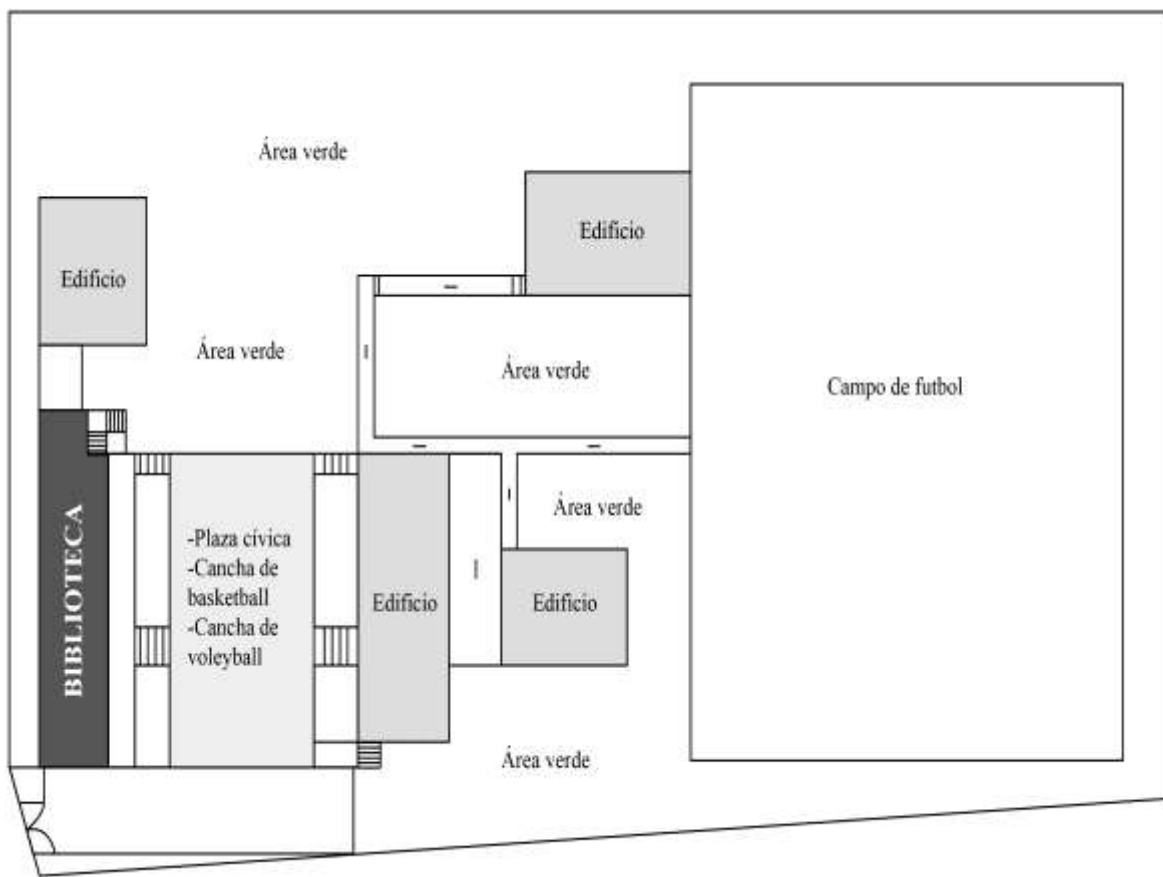 Área verde
Edificio
Edificio
Área verde
Área verde
Campo de futbol
BIBLIOTECA
-Plaza cívica
-Cancha de
basketball
-Cancha de
voleyball
Edificio
Área verde
Edificio
Área verde